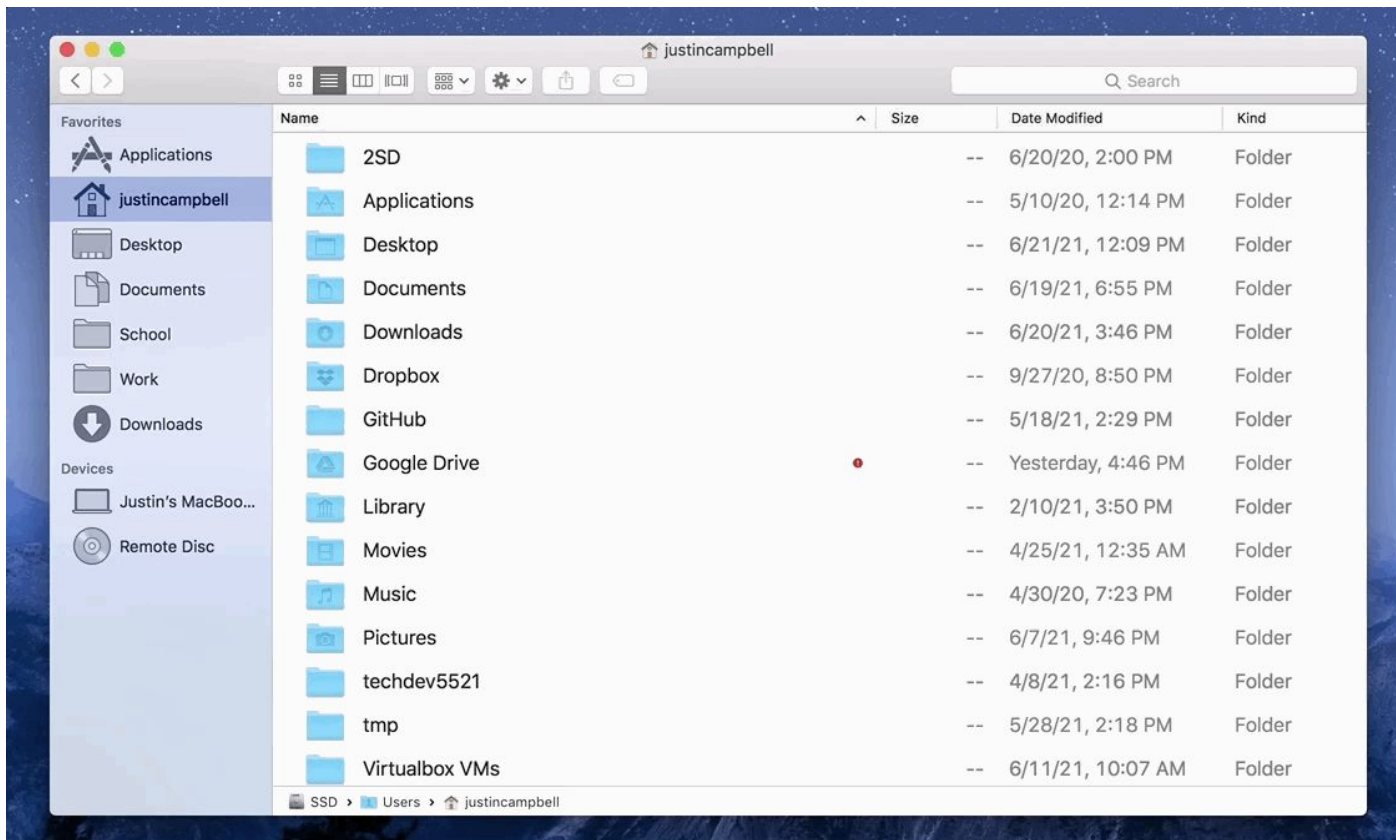 justincampbell
Search
Favorites
Applications
justincampbell
Desktop
Documents
School
Work
Downloads
Devices
Justin's MacBoo...
Remote Disc
Name Size Date Modified Kind
2SD -- 6/20/20, 2:00 PM Folder
Applications -- 5/10/20, 12:14 PM Folder
Desktop -- 6/21/21, 12:09 PM Folder
Documents -- 6/19/21, 6:55 PM Folder
Downloads -- 6/20/21, 3:46 PM Folder
Dropbox -- 9/27/20, 8:50 PM Folder
GitHub -- 5/18/21, 2:29 PM Folder
Google Drive -- Yesterday, 4:46 PM Folder
Library -- 2/10/21, 3:50 PM Folder
Movies -- 4/25/21, 12:35 AM Folder
Music -- 4/30/20, 7:23 PM Folder
Pictures -- 6/7/21, 9:46 PM Folder
techdev5521 -- 4/8/21, 2:16 PM Folder
tmp -- 5/28/21, 2:18 PM Folder
Virtualbox VMs -- 6/11/21, 10:07 AM Folder
SSD › Users › justincampbell